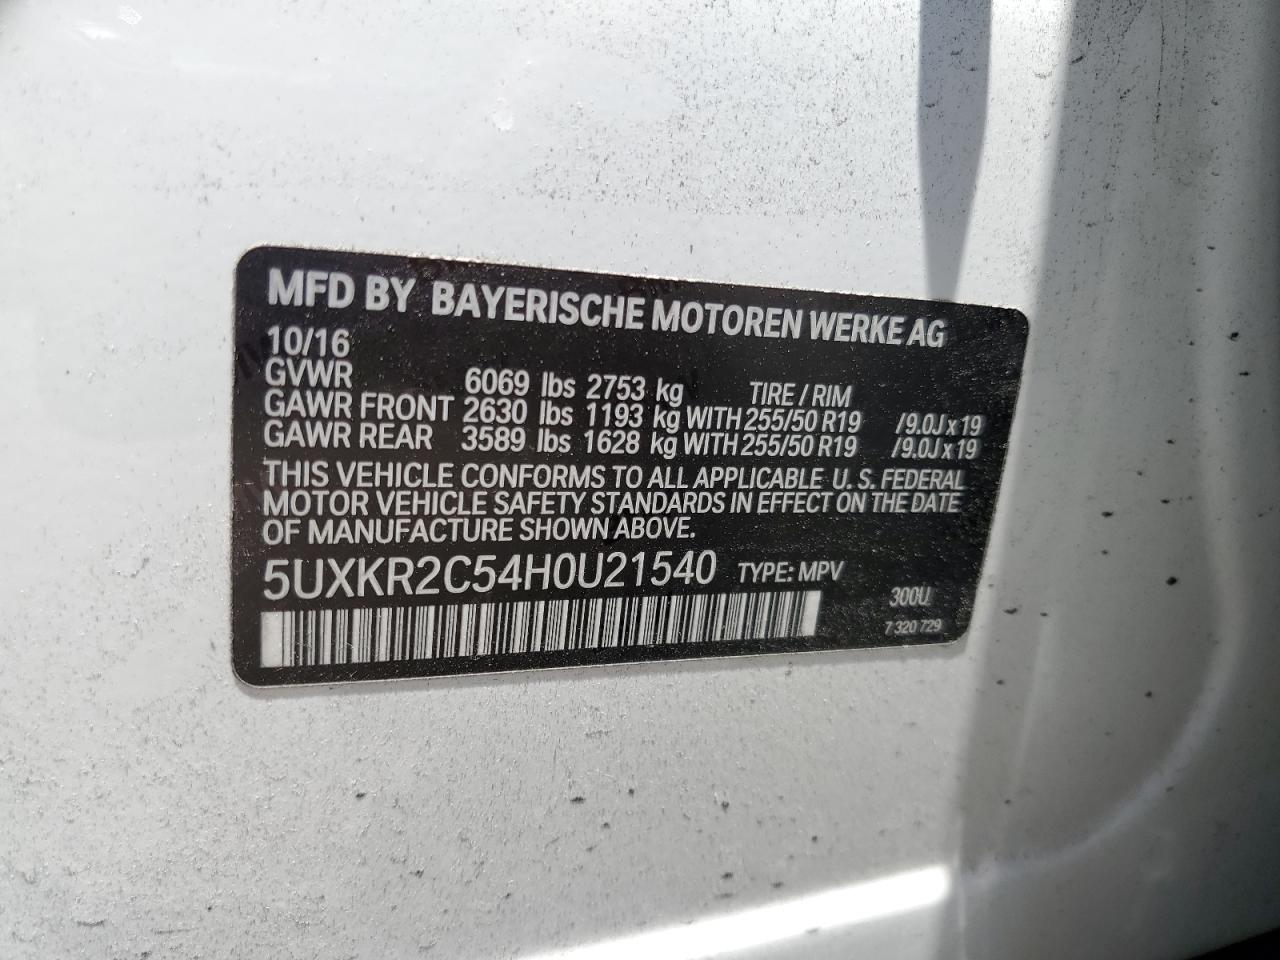 MFD BY BAYERISCHE MOTOREN WERKE AG
10/16
GVWR 6069 lbs 2753 kg TIRE / RIM
GAWR FRONT 2630 lbs 1193 kg WITH 255/50 R19 /9.0J x 19
GAWR REAR 3589 lbs 1628 kg WITH 255/50 R19 /9.0J x 19
THIS VEHICLE CONFORMS TO ALL APPLICABLE U. S. FEDERAL
MOTOR VEHICLE SAFETY STANDARDS IN EFFECT ON THE DATE
OF MANUFACTURE SHOWN ABOVE.
5UXKR2C54H0U21540 TYPE: MPV
300U
7 320 729